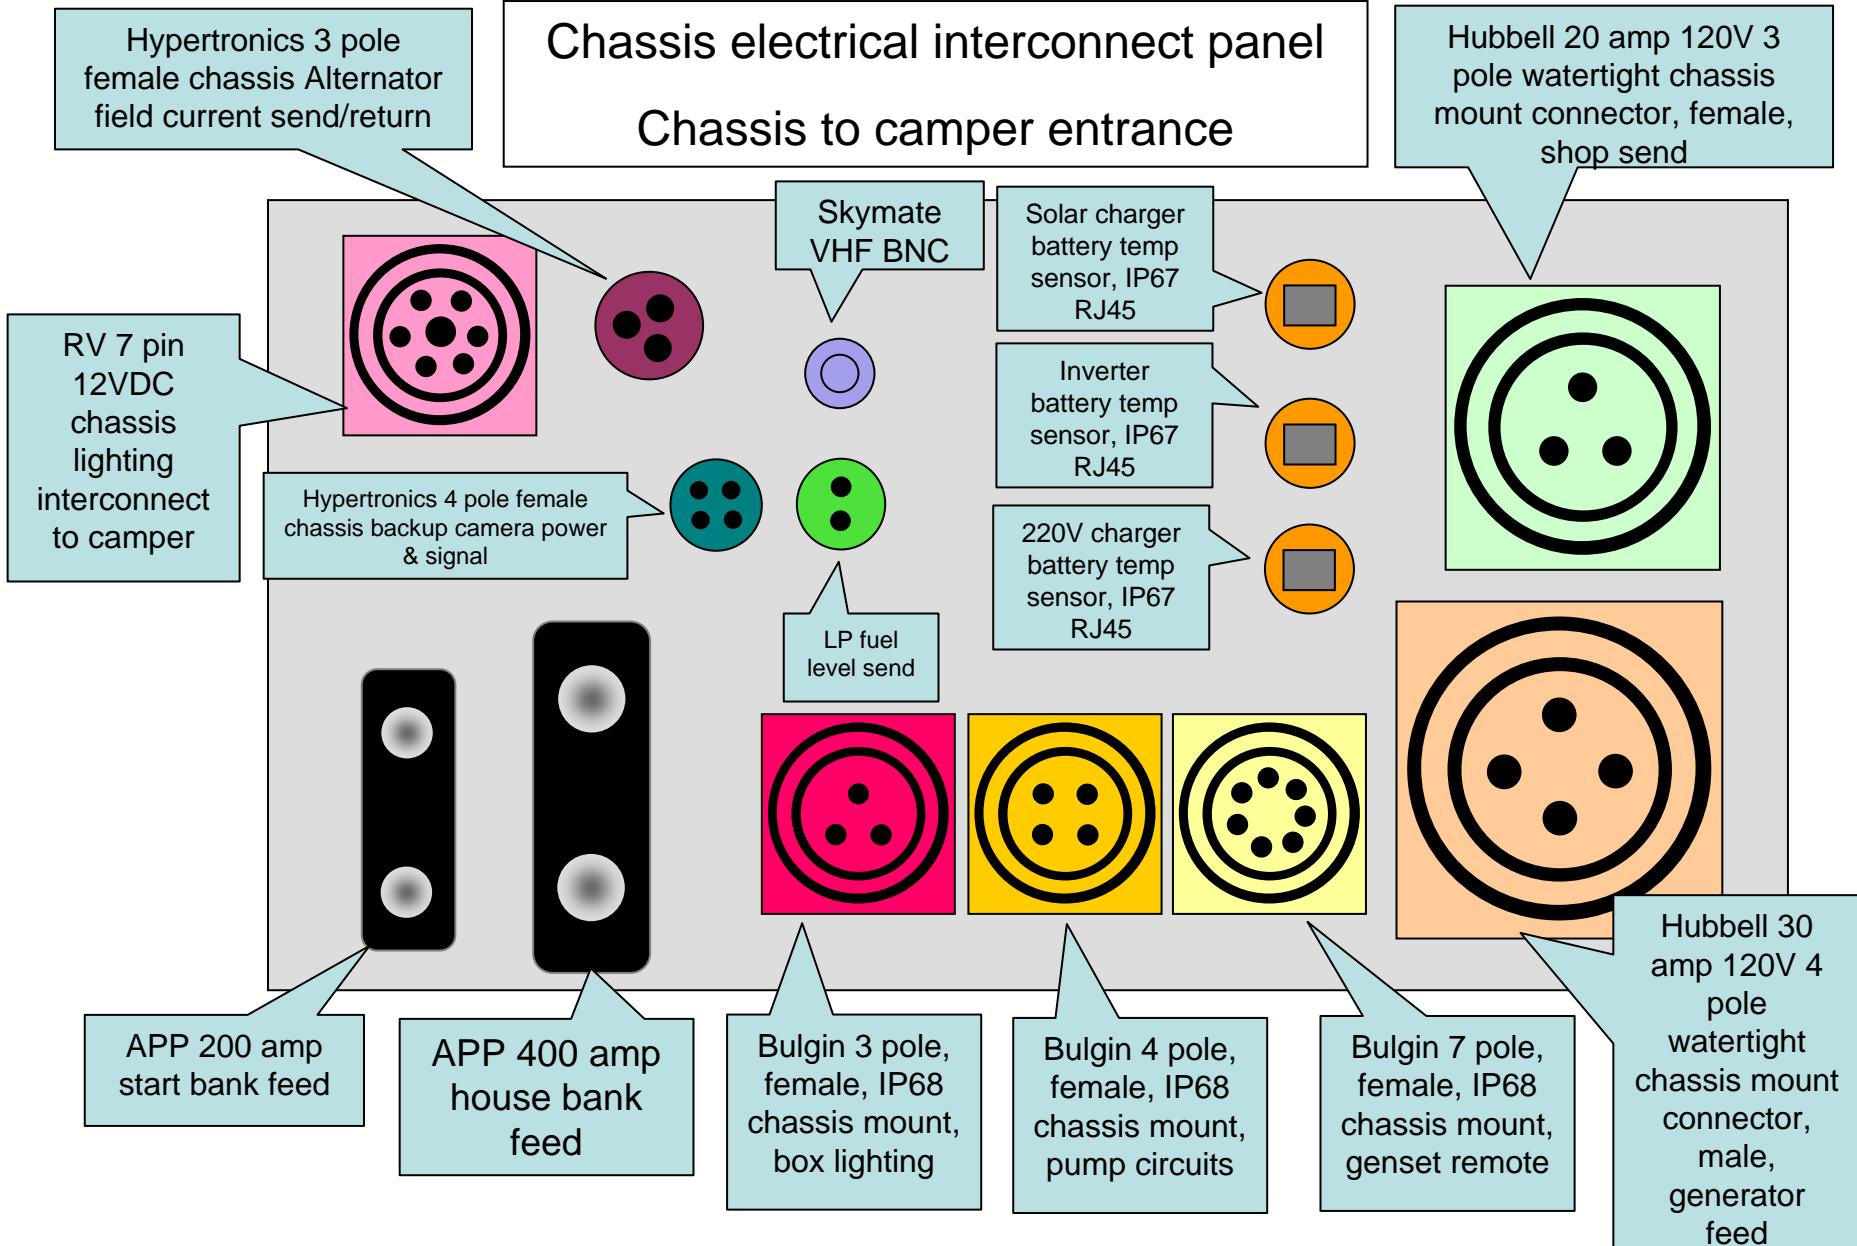 Chassis electrical interconnect panel
Chassis to camper entrance
Hypertronics 3 pole
female chassis Alternator
field current send/return
Hubbell 20 amp 120V 3
pole watertight chassis
mount connector, female,
shop send
Skymate
VHF BNC
Solar charger
battery temp
sensor, IP67
RJ45
RV 7 pin
12VDC
chassis
lighting
interconnect
to camper
Inverter
battery temp
sensor, IP67
RJ45
Hypertronics 4 pole female
chassis backup camera power
& signal
220V charger
battery temp
sensor, IP67
RJ45
LP fuel
level send
APP 200 amp
start bank feed
APP 400 amp
house bank
feed
Bulgin 3 pole,
female, IP68
chassis mount,
box lighting
Bulgin 4 pole,
female, IP68
chassis mount,
pump circuits
Bulgin 7 pole,
female, IP68
chassis mount,
genset remote
Hubbell 30
amp 120V 4
pole
watertight
chassis mount
connector,
male,
generator
feed